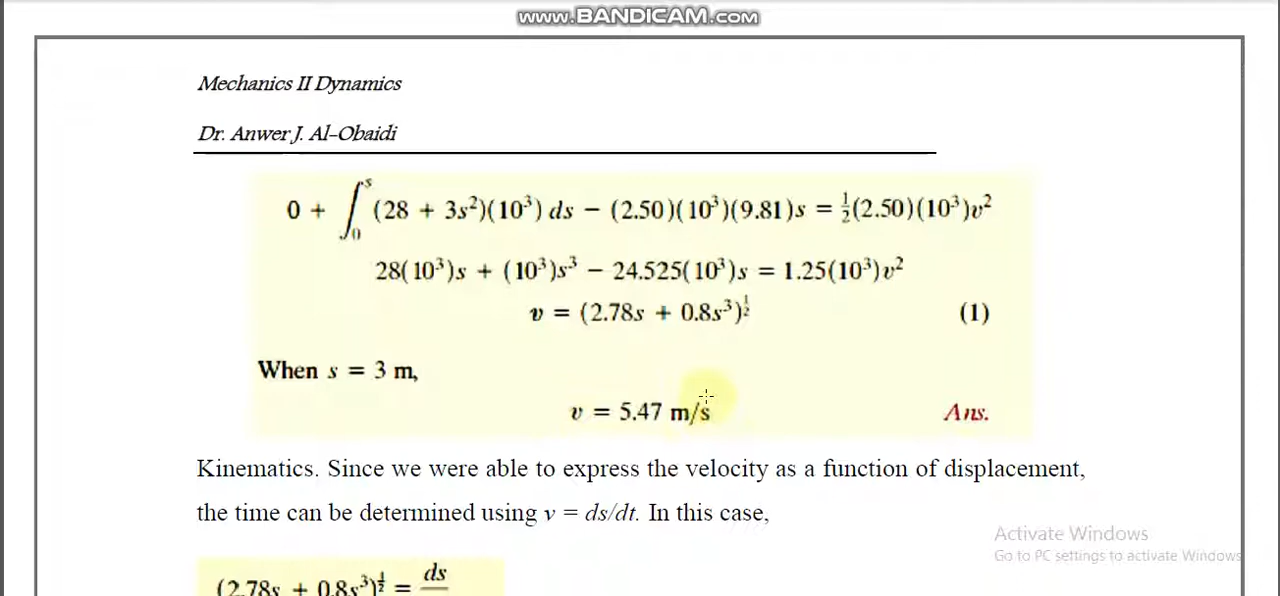 www.BANDICAM.com
Mechanics II Dynamics
Dr. Anwer J. Al-Obaidi
0 + ∫₀ˢ (28 + 3s²)(10³) ds − (2.50)(10³)(9.81)s = ½(2.50)(10³)v²
28(10³)s + (10³)s³ − 24.525(10³)s = 1.25(10³)v²
v = (2.78s + 0.8s³)^½ (1)
When s = 3 m,
v = 5.47 m/s Ans.
Kinematics. Since we were able to express the velocity as a function of displacement,
the time can be determined using v = ds/dt. In this case,
Activate Windows
Go to PC settings to activate Windows
(2.78s + 0.8s³)^½ = ds